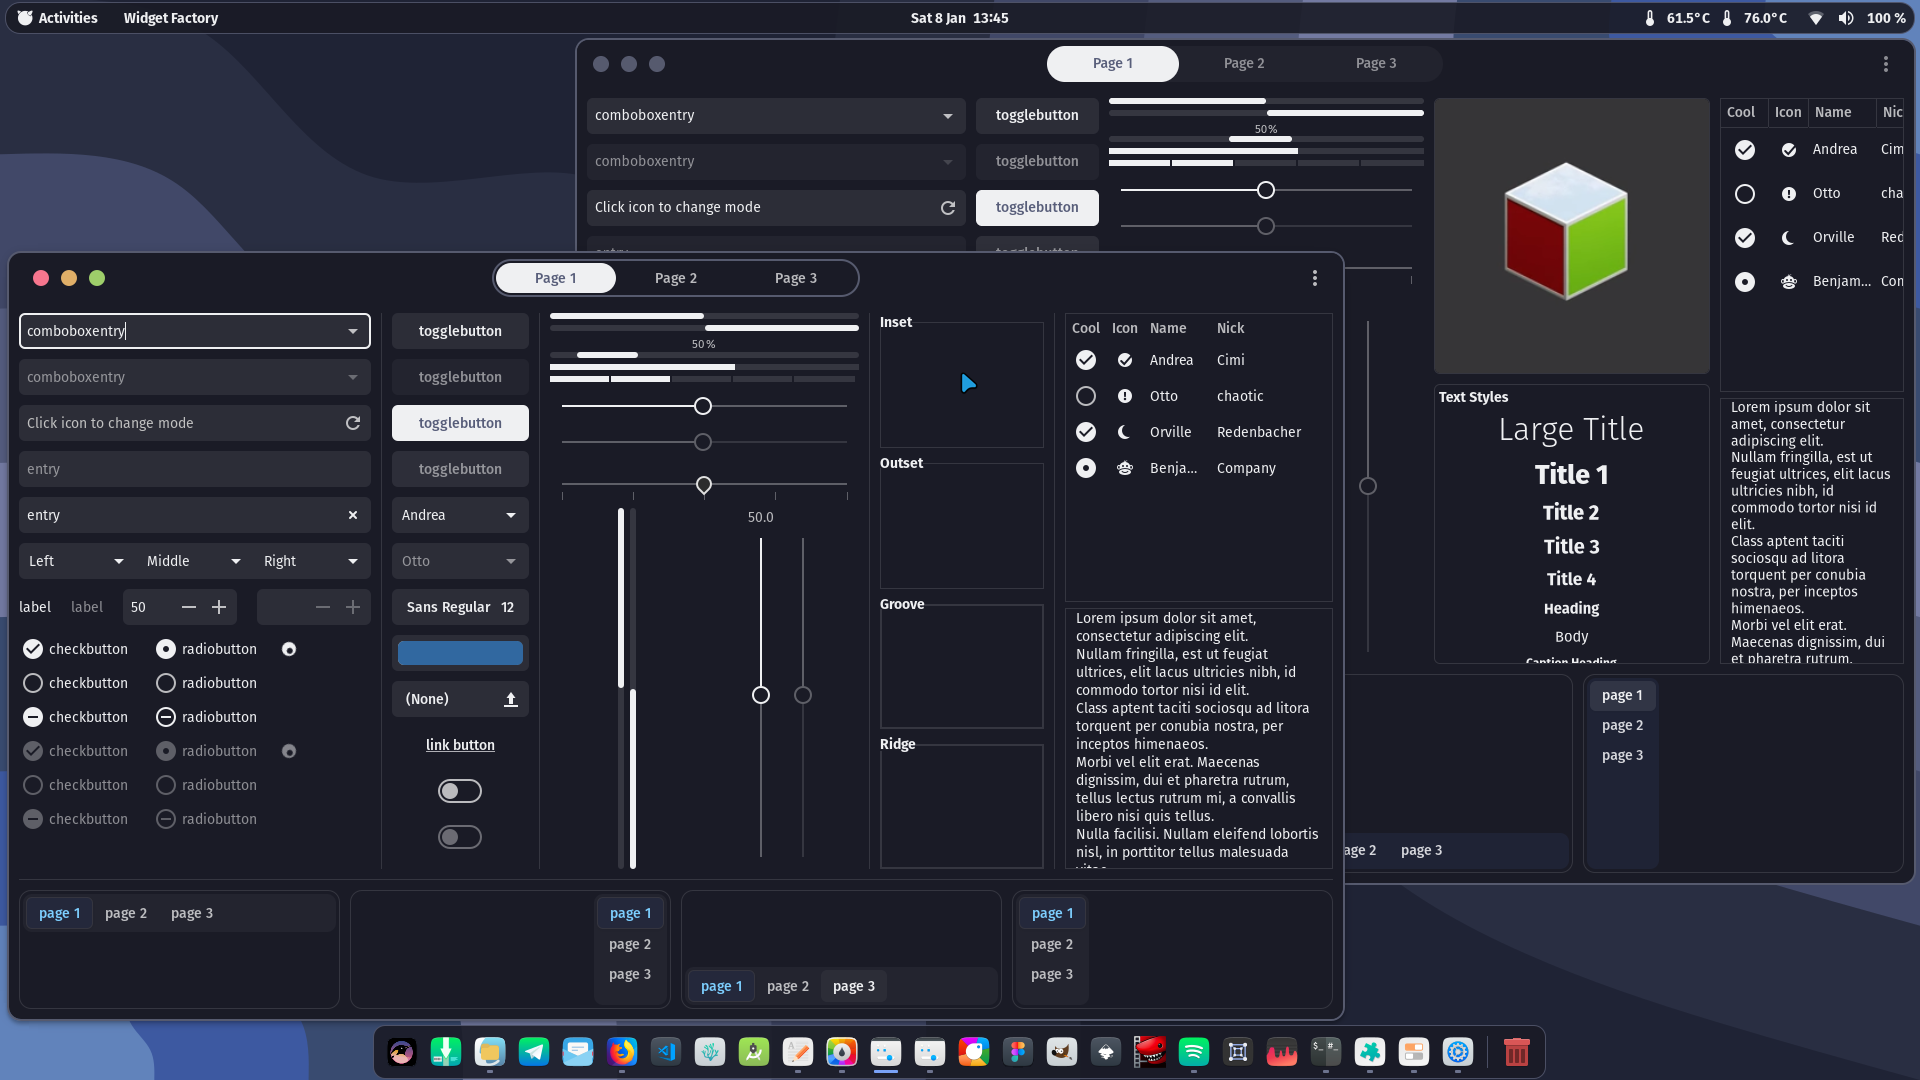 Activities Widget Factory Sat 8 Jan 13:45 61.5°C 76.0°C 100 %
Page 1 Page 2 Page 3
comboboxentry togglebutton
50 %
comboboxentry togglebutton
Click icon to change mode togglebutton
Cool Icon Name Nic
Andrea Cim
Otto cha
Orville Red
Benjam... Con
Text Styles
Large Title
Title 1
Title 2
Title 3
Title 4
Heading
Body
Caption Heading
Lorem ipsum dolor sit
amet, consectetur
adipiscing elit.
Nullam fringilla, est ut
feugiat ultrices, elit lacus
ultricies nibh, id
commodo tortor nisi id
elit.
Class aptent taciti
sociosqu ad litora
torquent per conubia
nostra, per inceptos
himenaeos.
Morbi vel elit erat.
Maecenas dignissim, dui
et pharetra rutrum,
age 2 page 3
page 1
page 2
page 3
Page 1 Page 2 Page 3
comboboxentry
comboboxentry
Click icon to change mode
entry
entry
Left Middle Right
label label 50
checkbutton radiobutton
checkbutton radiobutton
checkbutton radiobutton
checkbutton radiobutton
checkbutton radiobutton
checkbutton radiobutton
togglebutton
togglebutton
togglebutton
togglebutton
Andrea
Otto
Sans Regular 12
(None)
link button
50 %
50.0
Inset
Outset
Groove
Ridge
Cool Icon Name Nick
Andrea Cimi
Otto chaotic
Orville Redenbacher
Benja... Company
Lorem ipsum dolor sit amet,
consectetur adipiscing elit.
Nullam fringilla, est ut feugiat
ultrices, elit lacus ultricies nibh, id
commodo tortor nisi id elit.
Class aptent taciti sociosqu ad litora
torquent per conubia nostra, per
inceptos himenaeos.
Morbi vel elit erat. Maecenas
dignissim, dui et pharetra rutrum,
tellus lectus rutrum mi, a convallis
libero nisi quis tellus.
Nulla facilisi. Nullam eleifend lobortis
nisl, in porttitor tellus malesuada
page 1 page 2 page 3
page 1
page 2
page 3
page 1 page 2 page 3
page 1
page 2
page 3